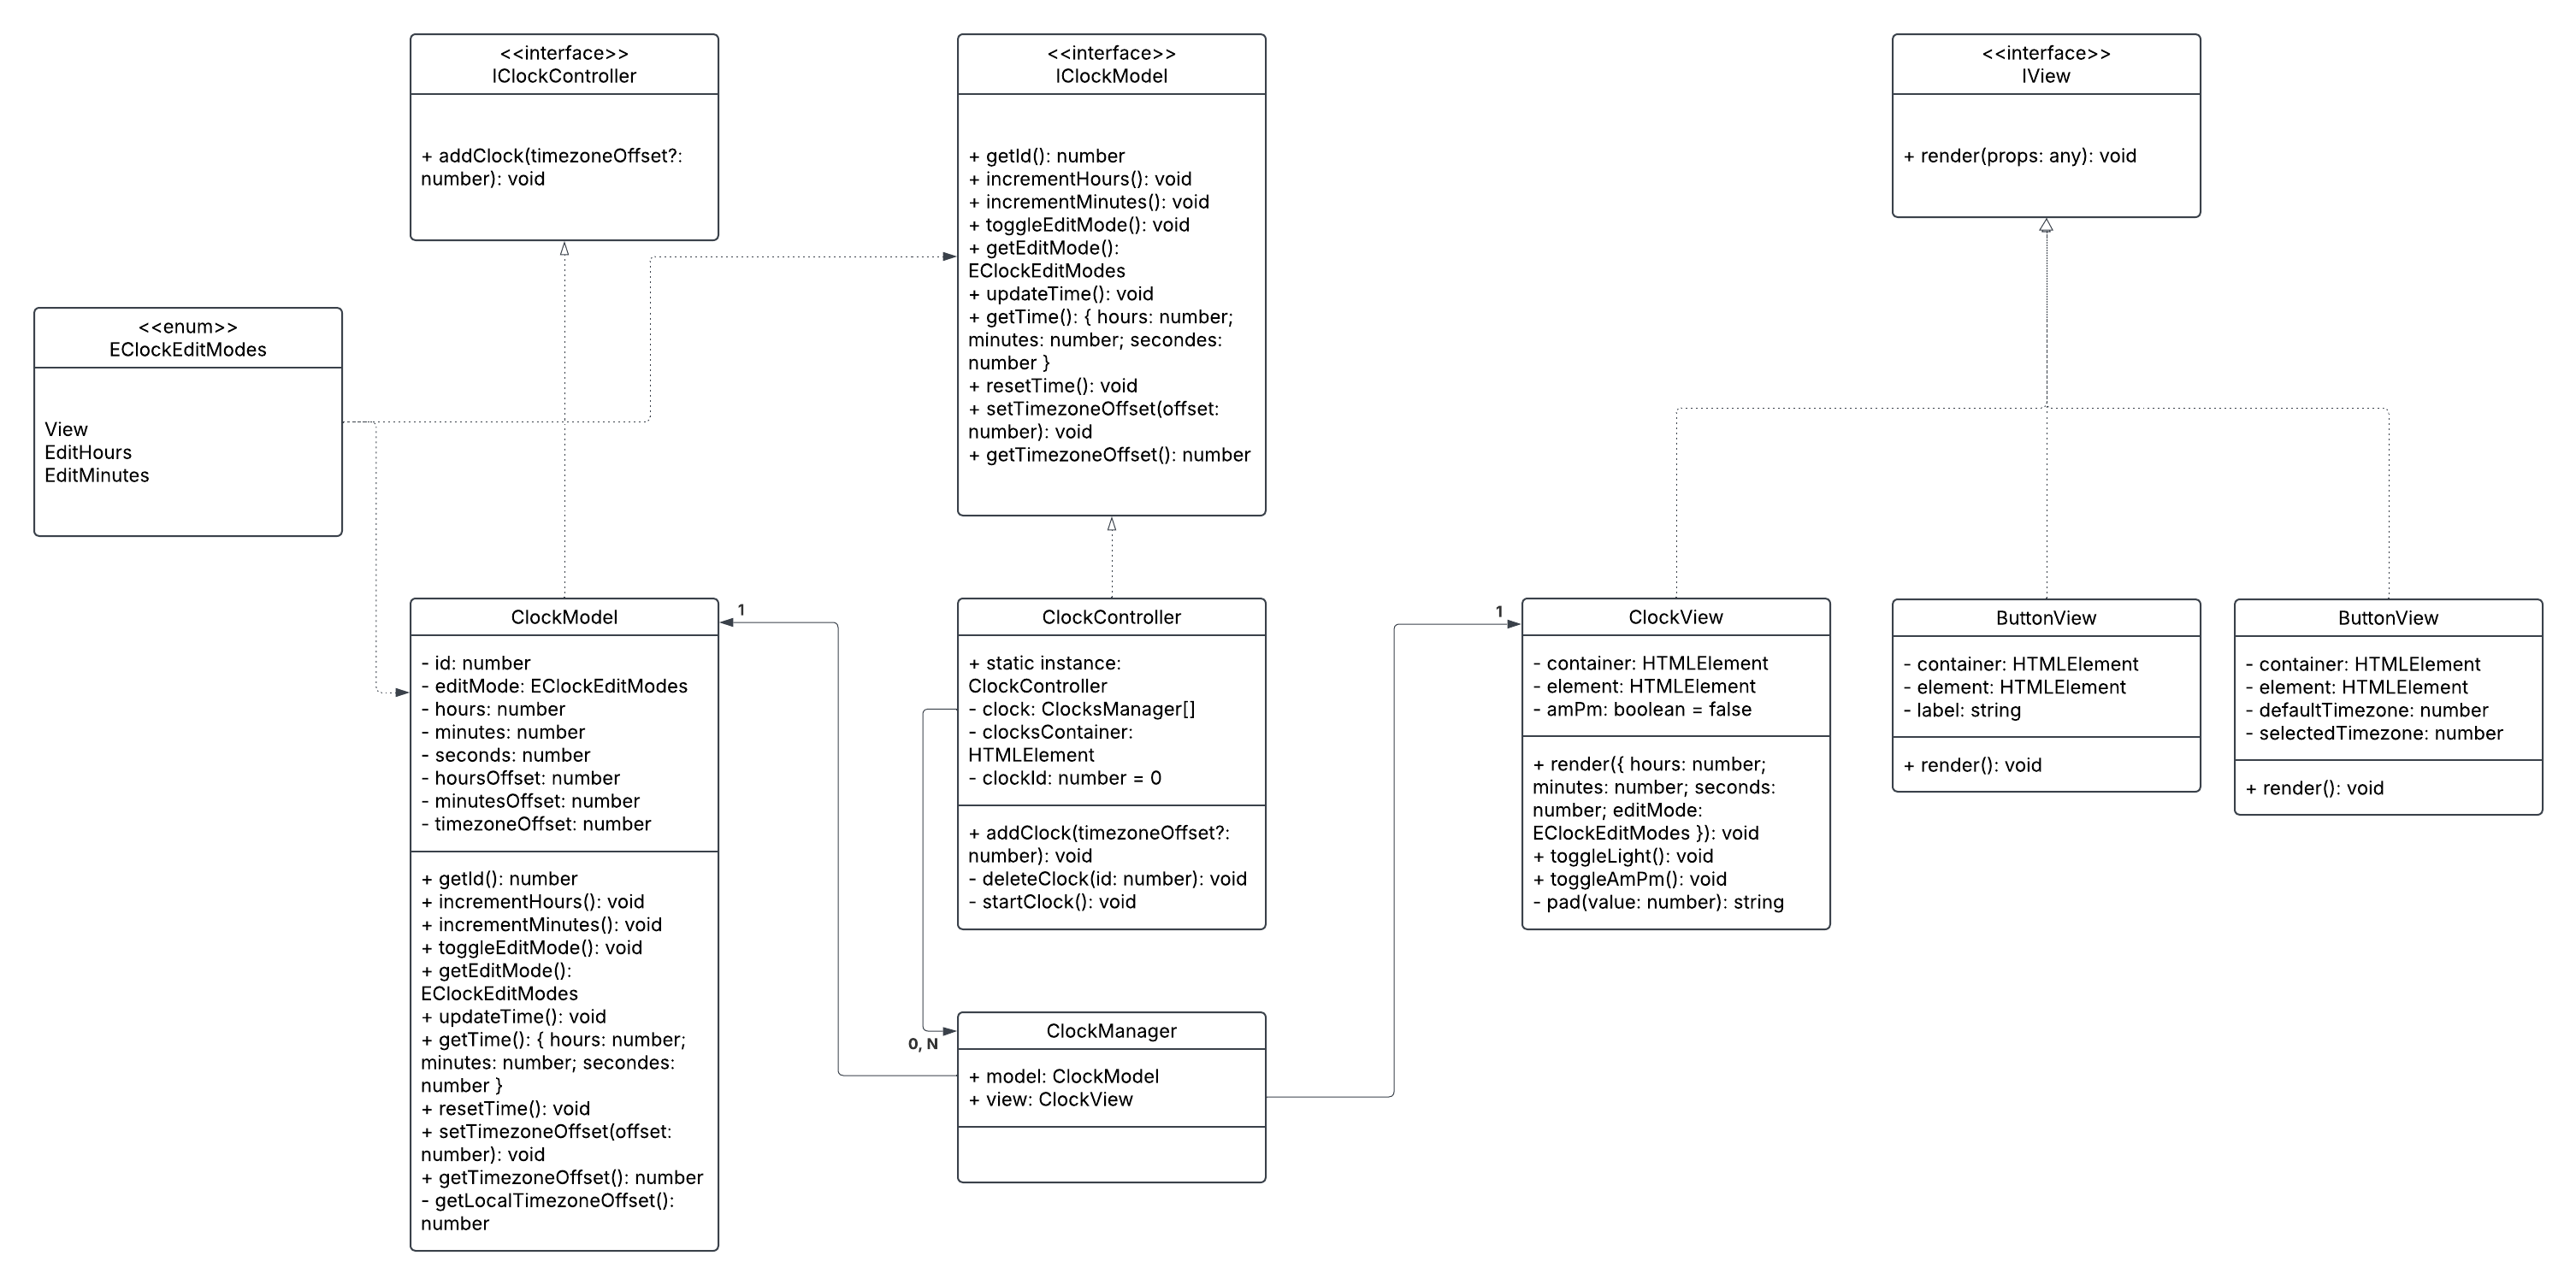 <<interface>>
IClockController
+ addClock(timezoneOffset?:
number): void
<<interface>>
IClockModel
+ getId(): number
+ incrementHours(): void
+ incrementMinutes(): void
+ toggleEditMode(): void
+ getEditMode():
EClockEditModes
+ updateTime(): void
+ getTime(): { hours: number;
minutes: number; secondes:
number }
+ resetTime(): void
+ setTimezoneOffset(offset:
number): void
+ getTimezoneOffset(): number
<<interface>>
IView
+ render(props: any): void
<<enum>>
EClockEditModes
View
EditHours
EditMinutes
ClockModel
- id: number
- editMode: EClockEditModes
- hours: number
- minutes: number
- seconds: number
- hoursOffset: number
- minutesOffset: number
- timezoneOffset: number
+ getId(): number
+ incrementHours(): void
+ incrementMinutes(): void
+ toggleEditMode(): void
+ getEditMode():
EClockEditModes
+ updateTime(): void
+ getTime(): { hours: number;
minutes: number; secondes:
number }
+ resetTime(): void
+ setTimezoneOffset(offset:
number): void
+ getTimezoneOffset(): number
- getLocalTimezoneOffset():
number
1
ClockController
+ static instance:
ClockController
- clock: ClocksManager[]
- clocksContainer:
HTMLElement
- clockId: number = 0
+ addClock(timezoneOffset?:
number): void
- deleteClock(id: number): void
- startClock(): void
0, N
ClockManager
+ model: ClockModel
+ view: ClockView
1
ClockView
- container: HTMLElement
- element: HTMLElement
- amPm: boolean = false
+ render({ hours: number;
minutes: number; seconds:
number; editMode:
EClockEditModes }): void
+ toggleLight(): void
+ toggleAmPm(): void
- pad(value: number): string
ButtonView
- container: HTMLElement
- element: HTMLElement
- label: string
+ render(): void
ButtonView
- container: HTMLElement
- element: HTMLElement
- defaultTimezone: number
- selectedTimezone: number
+ render(): void